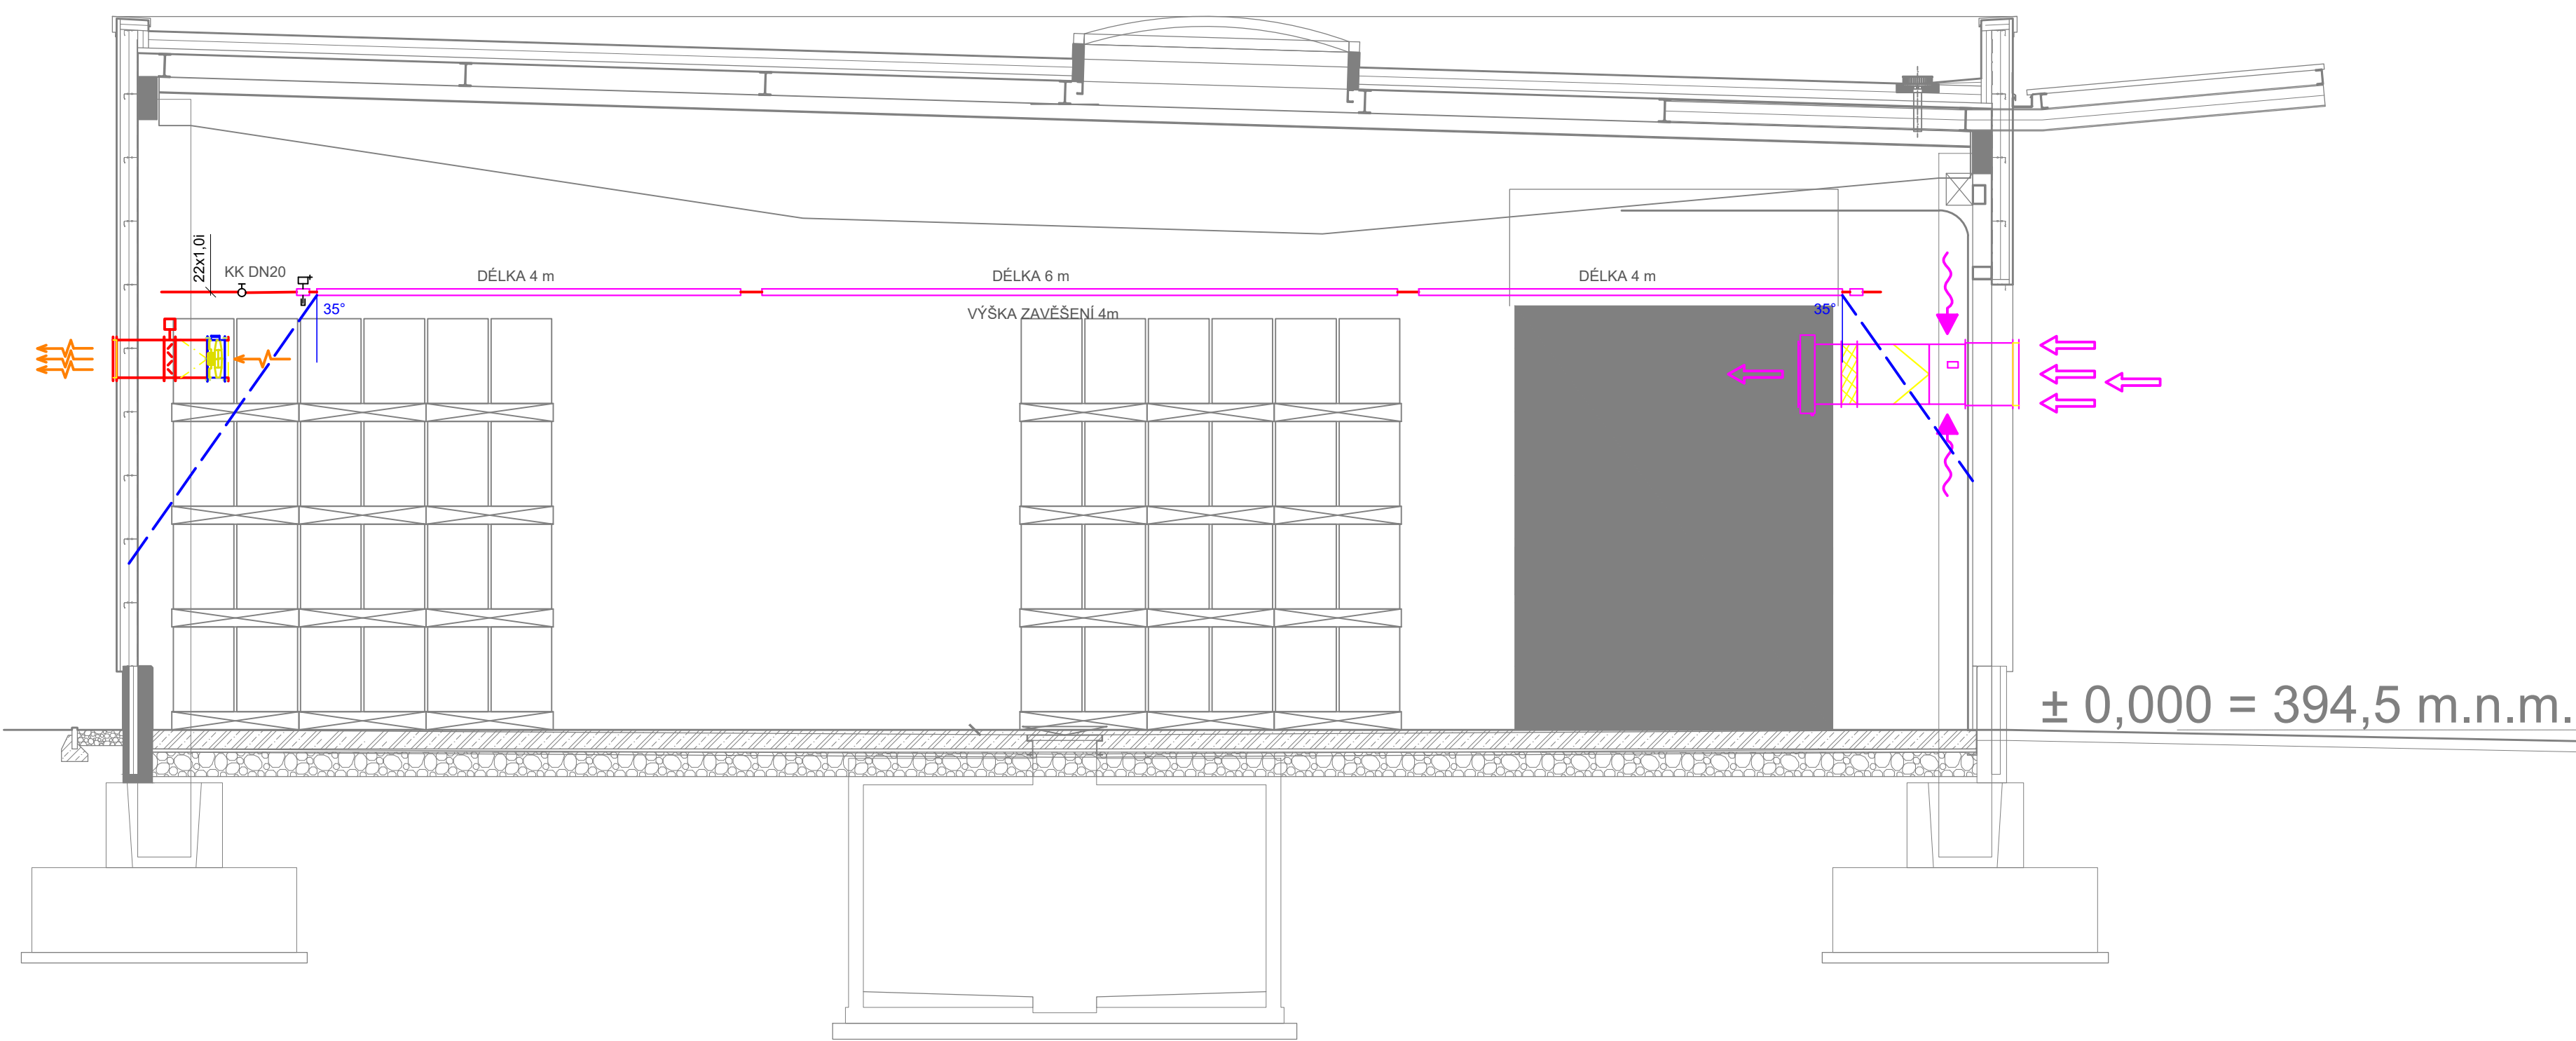 22x1,0i
KK DN20
DÉLKA 4 m
DÉLKA 6 m
DÉLKA 4 m
35°
VÝŠKA ZAVĚŠENÍ 4m
35°
± 0,000 = 394,5 m.n.m.